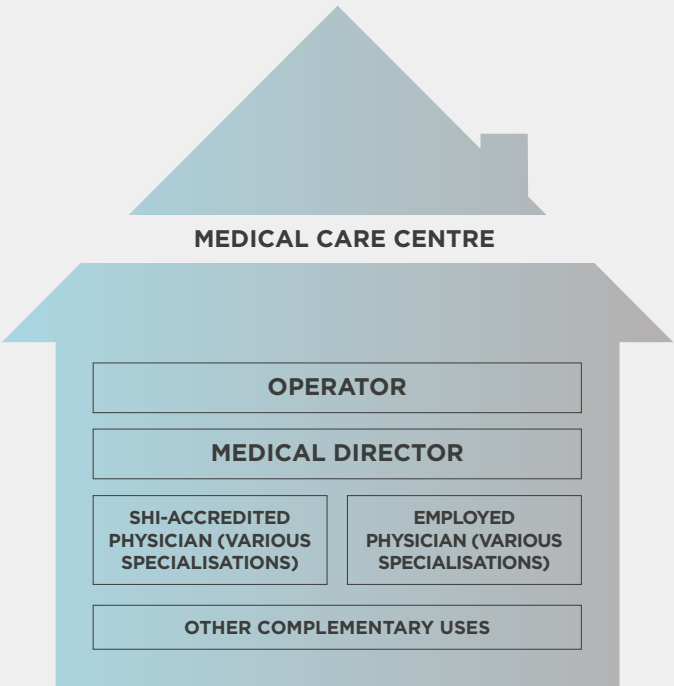 MEDICAL CARE CENTRE
OPERATOR
MEDICAL DIRECTOR
SHI-ACCREDITED
PHYSICIAN (VARIOUS
SPECIALISATIONS)
EMPLOYED
PHYSICIAN (VARIOUS
SPECIALISATIONS)
OTHER COMPLEMENTARY USES